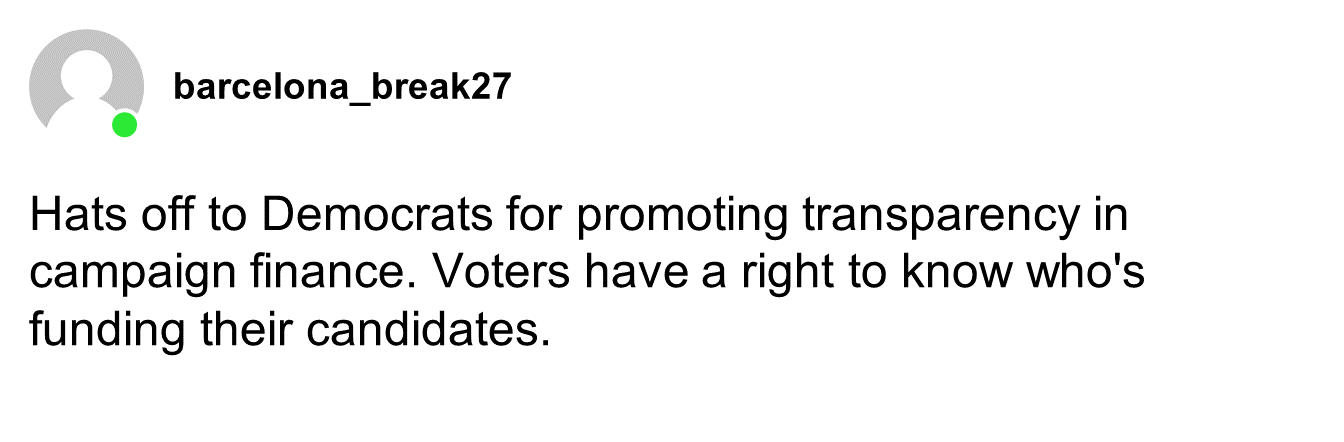 barcelona_break27
Hats off to Democrats for promoting transparency in
campaign finance. Voters have a right to know who's
funding their candidates.